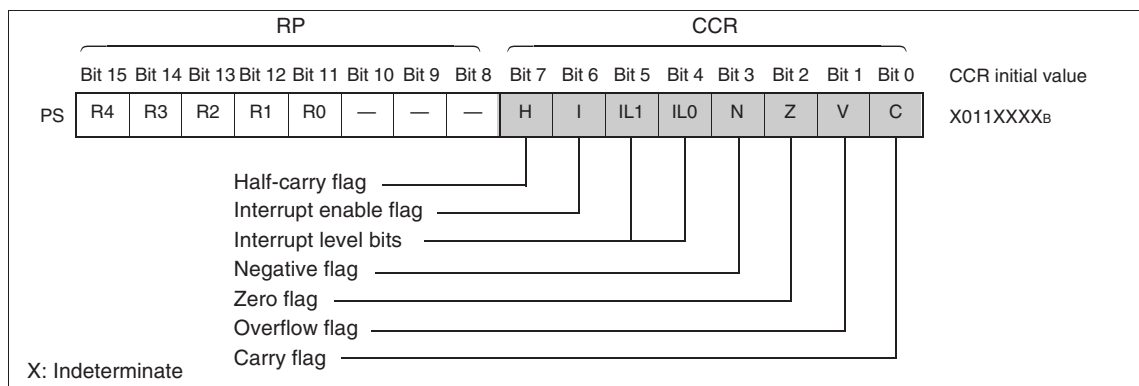 RP CCR
Bit 15 Bit 14 Bit 13 Bit 12 Bit 11 Bit 10 Bit 9 Bit 8 Bit 7 Bit 6 Bit 5 Bit 4 Bit 3 Bit 2 Bit 1 Bit 0 CCR initial value
PS R4 R3 R2 R1 R0 — — — H I IL1 IL0 N Z V C X011XXXXB
Half-carry flag
Interrupt enable flag
Interrupt level bits
Negative flag
Zero flag
Overflow flag
Carry flag
X: Indeterminate